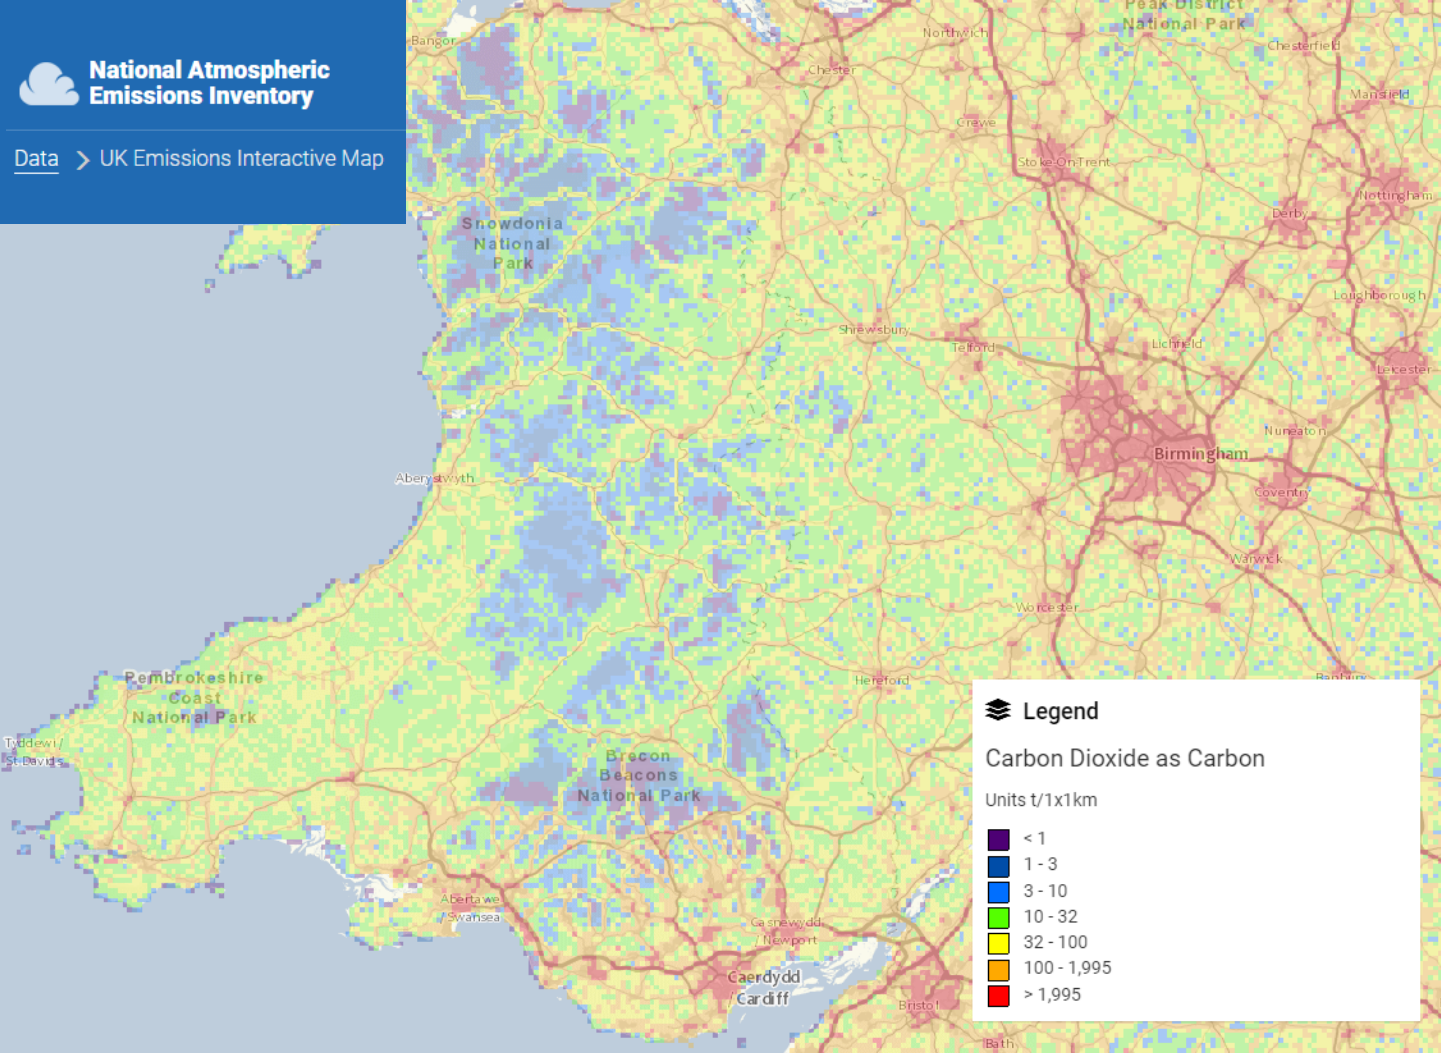 National Atmospheric
Emissions Inventory
Data
UK Emissions Interactive Map
Peak District
National Park
Bangor
Northwich
Chesterfield
Chester
Mansfield
Crewe
Stoke-On-Trent
Nottingham
Derby
Snowdonia
National
Park
Loughborough
Shrewsbury
Telford
Lichfield
Leicester
Nuneaton
Birmingham
Aberystwyth
Coventry
Warwick
Worcester
Pembrokeshire
Coast
National Park
Hereford
Banbury
Tyddewi /
St Davids
Brecon
Beacons
National Park
Abertawe
/ Swansea
Casnewydd
/ Newport
Caerdydd
/ Cardiff
Bristol
Bath
Legend
Carbon Dioxide as Carbon
Units t/1x1km
< 1
1 - 3
3 - 10
10 - 32
32 - 100
100 - 1,995
> 1,995